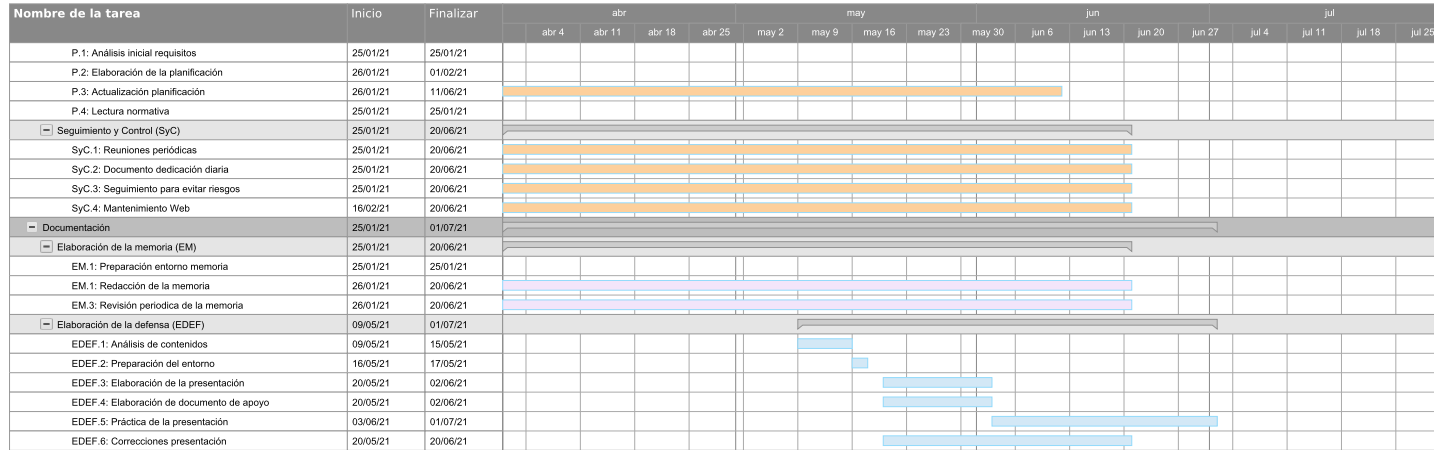 Nombre de la tarea Inicio Finalizar abr may jun jul
abr 4 abr 11 abr 18 abr 25 may 2 may 9 may 16 may 23 may 30 jun 6 jun 13 jun 20 jun 27 jul 4 jul 11 jul 18 jul 25
P.1: Análisis inicial requisitos 25/01/21 25/01/21
P.2: Elaboración de la planificación 26/01/21 01/02/21
P.3: Actualización planificación 26/01/21 11/06/21
P.4: Lectura normativa 25/01/21 25/01/21
Seguimiento y Control (SyC) 25/01/21 20/06/21
SyC.1: Reuniones periódicas 25/01/21 20/06/21
SyC.2: Documento dedicación diaria 25/01/21 20/06/21
SyC.3: Seguimiento para evitar riesgos 25/01/21 20/06/21
SyC.4: Mantenimiento Web 16/02/21 20/06/21
Documentación 25/01/21 01/07/21
Elaboración de la memoria (EM) 25/01/21 20/06/21
EM.1: Preparación entorno memoria 25/01/21 25/01/21
EM.1: Redacción de la memoria 26/01/21 20/06/21
EM.3: Revisión periodica de la memoria 26/01/21 20/06/21
Elaboración de la defensa (EDEF) 09/05/21 01/07/21
EDEF.1: Análisis de contenidos 09/05/21 15/05/21
EDEF.2: Preparación del entorno 16/05/21 17/05/21
EDEF.3: Elaboración de la presentación 20/05/21 02/06/21
EDEF.4: Elaboración de documento de apoyo 20/05/21 02/06/21
EDEF.5: Práctica de la presentación 03/06/21 01/07/21
EDEF.6: Correcciones presentación 20/05/21 20/06/21